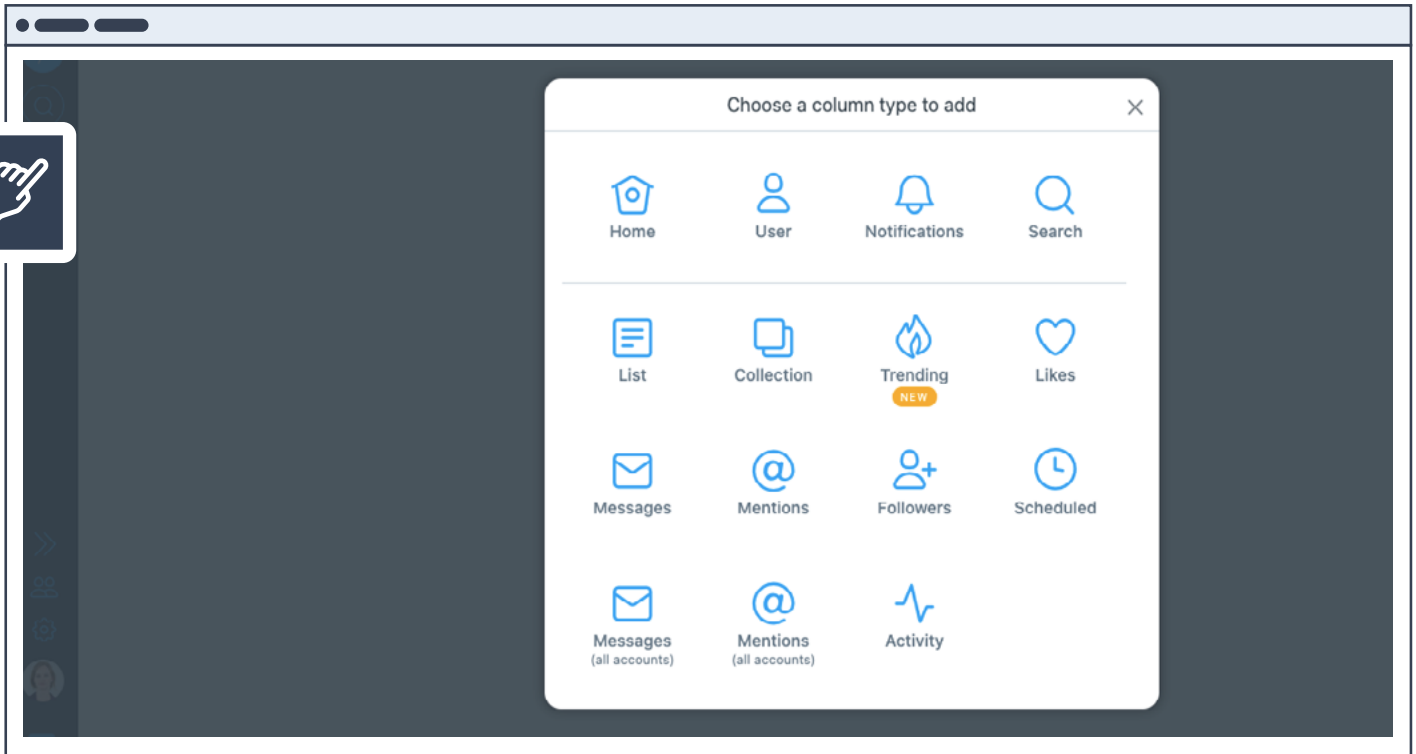 Choose a column type to add
Home User Notifications Search
List Collection Trending Likes
NEW
Messages Mentions Followers Scheduled
Messages Mentions Activity
(all accounts) (all accounts)